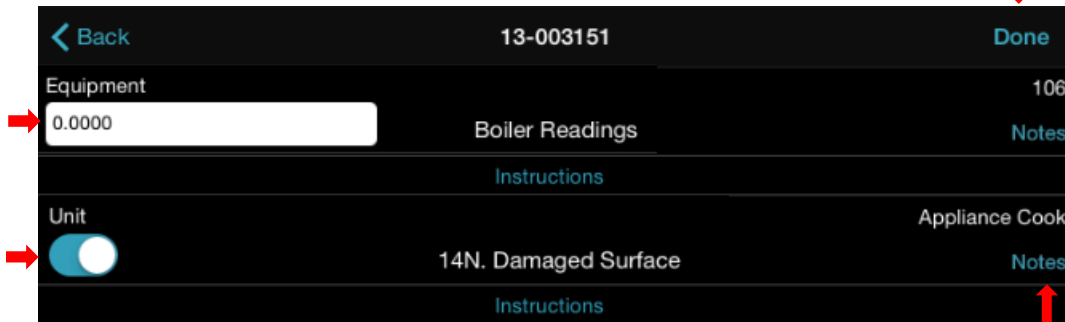 Back 13-003151 Done
Equipment 106
0.0000 Boiler Readings Notes
Instructions
Unit Appliance Cook
14N. Damaged Surface Notes
Instructions